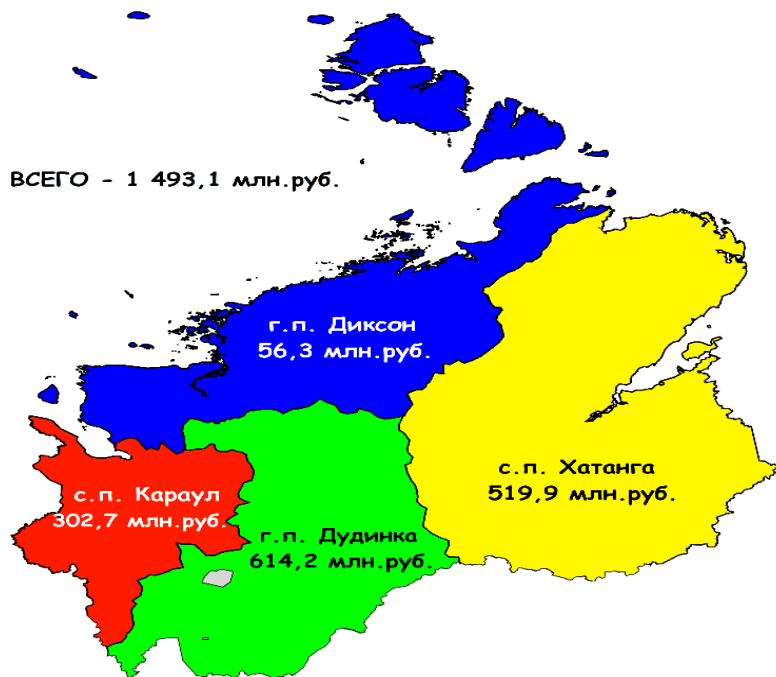 ВСЕГО - 1 493,1 млн.руб.
г.п. Диксон
56,3 млн.руб.
с.п. Хатанга
519,9 млн.руб.
с.п. Караул
302,7 млн.руб.
г.п. Дудинка
614,2 млн.руб.